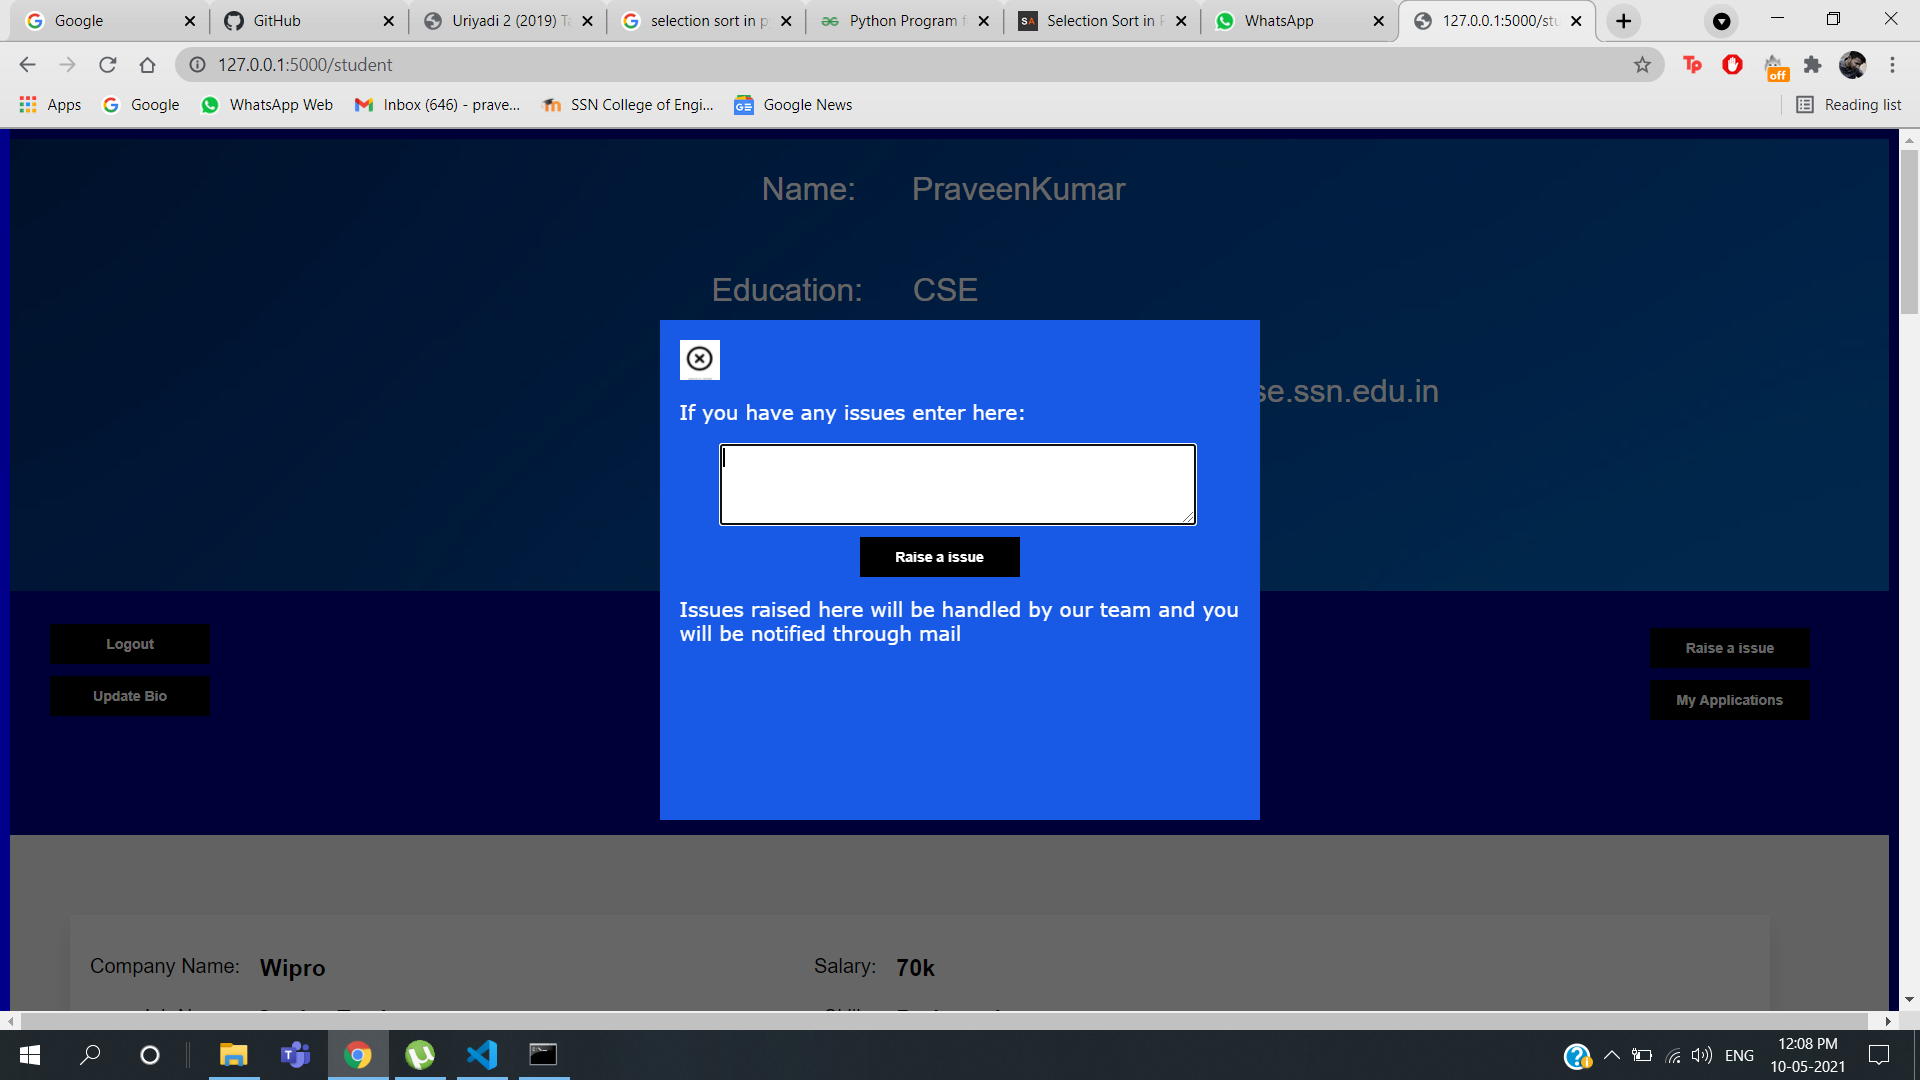 Google
GitHub
Uriyadi 2 (2019) Ta
selection sort in p
Python Program f
SA Selection Sort in P
WhatsApp
127.0.0.1:5000/stu
127.0.0.1:5000/student
Tp
off
Apps
Google
WhatsApp Web
Inbox (646) - prave...
SSN College of Engi...
Google News
Reading list
Name: PraveenKumar
Education: CSE
se.ssn.edu.in
If you have any issues enter here:
Raise a issue
Issues raised here will be handled by our team and you
will be notified through mail
Logout
Update Bio
Raise a issue
My Applications
Company Name: Wipro
Salary: 70k
ENG
12:08 PM
10-05-2021